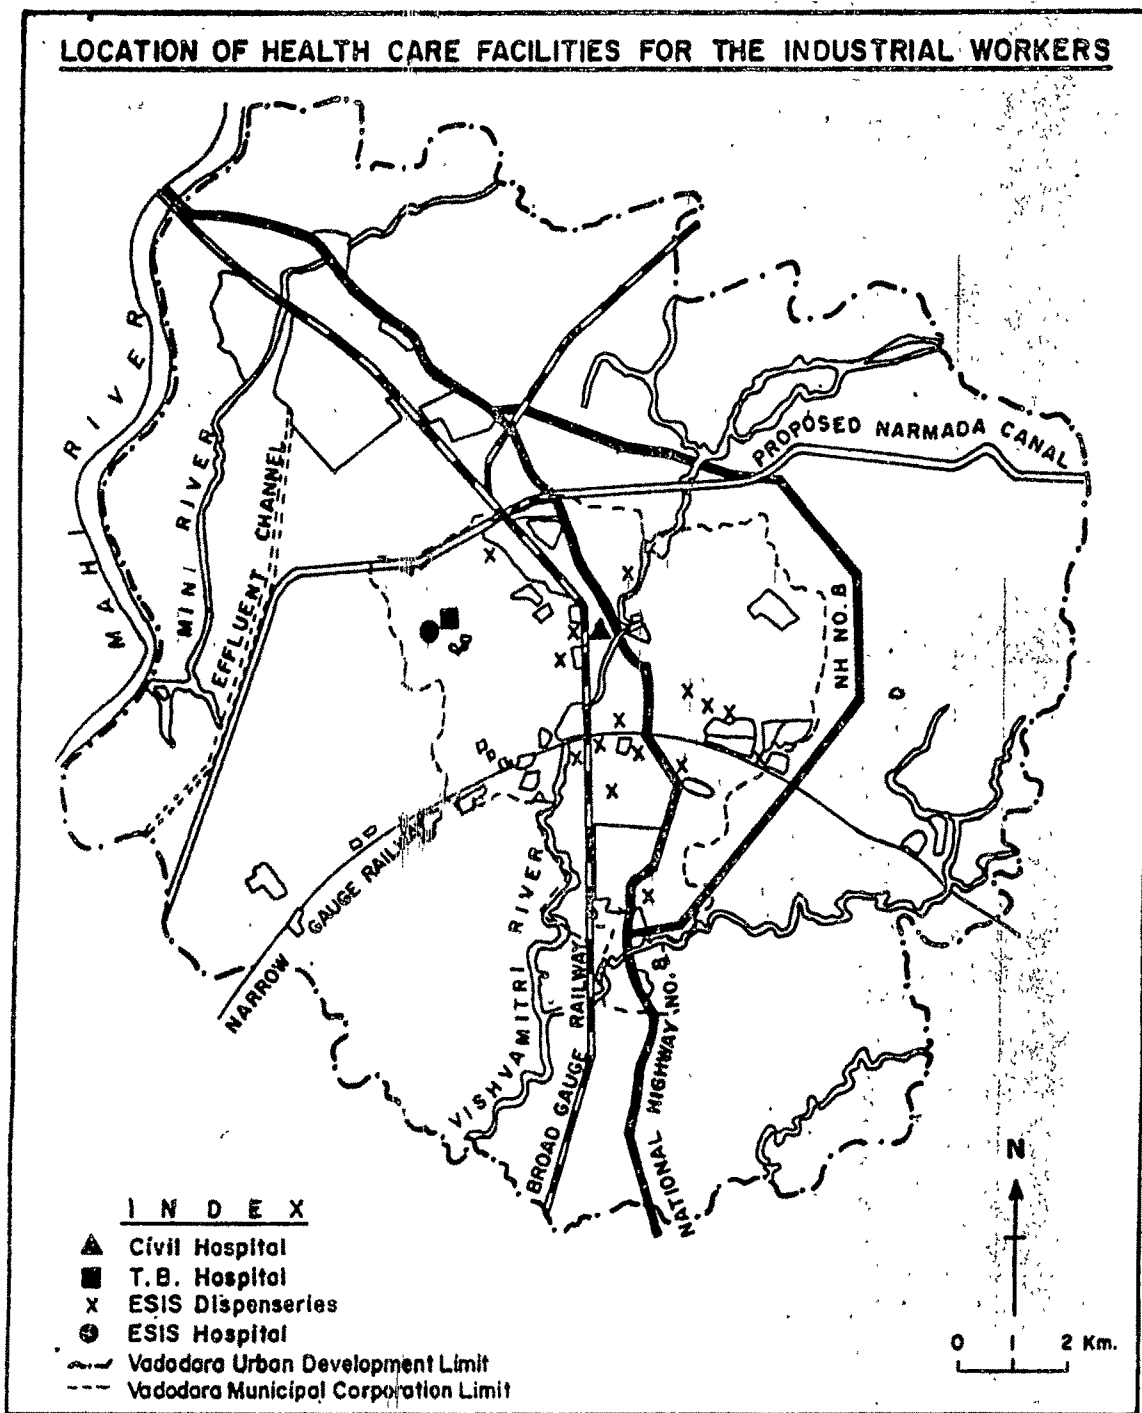 LOCATION OF HEALTH CARE FACILITIES FOR THE INDUSTRIAL WORKERS
MAHI RIVER
MINI RIVER
EFFLUENT CHANNEL
PROPOSED NARMADA CANAL
NH NO. 8
NARROW GAUGE RAILWAY
VISHVAMITRI RIVER
BROAD GAUGE RAILWAY
NATIONAL HIGHWAY NO. 8
N
INDEX
Civil Hospital
T.B. Hospital
x ESIS Dispenseries
ESIS Hospital
Vadodara Urban Development Limit
Vadodara Municipal Corporation Limit
0 1 2 Km.